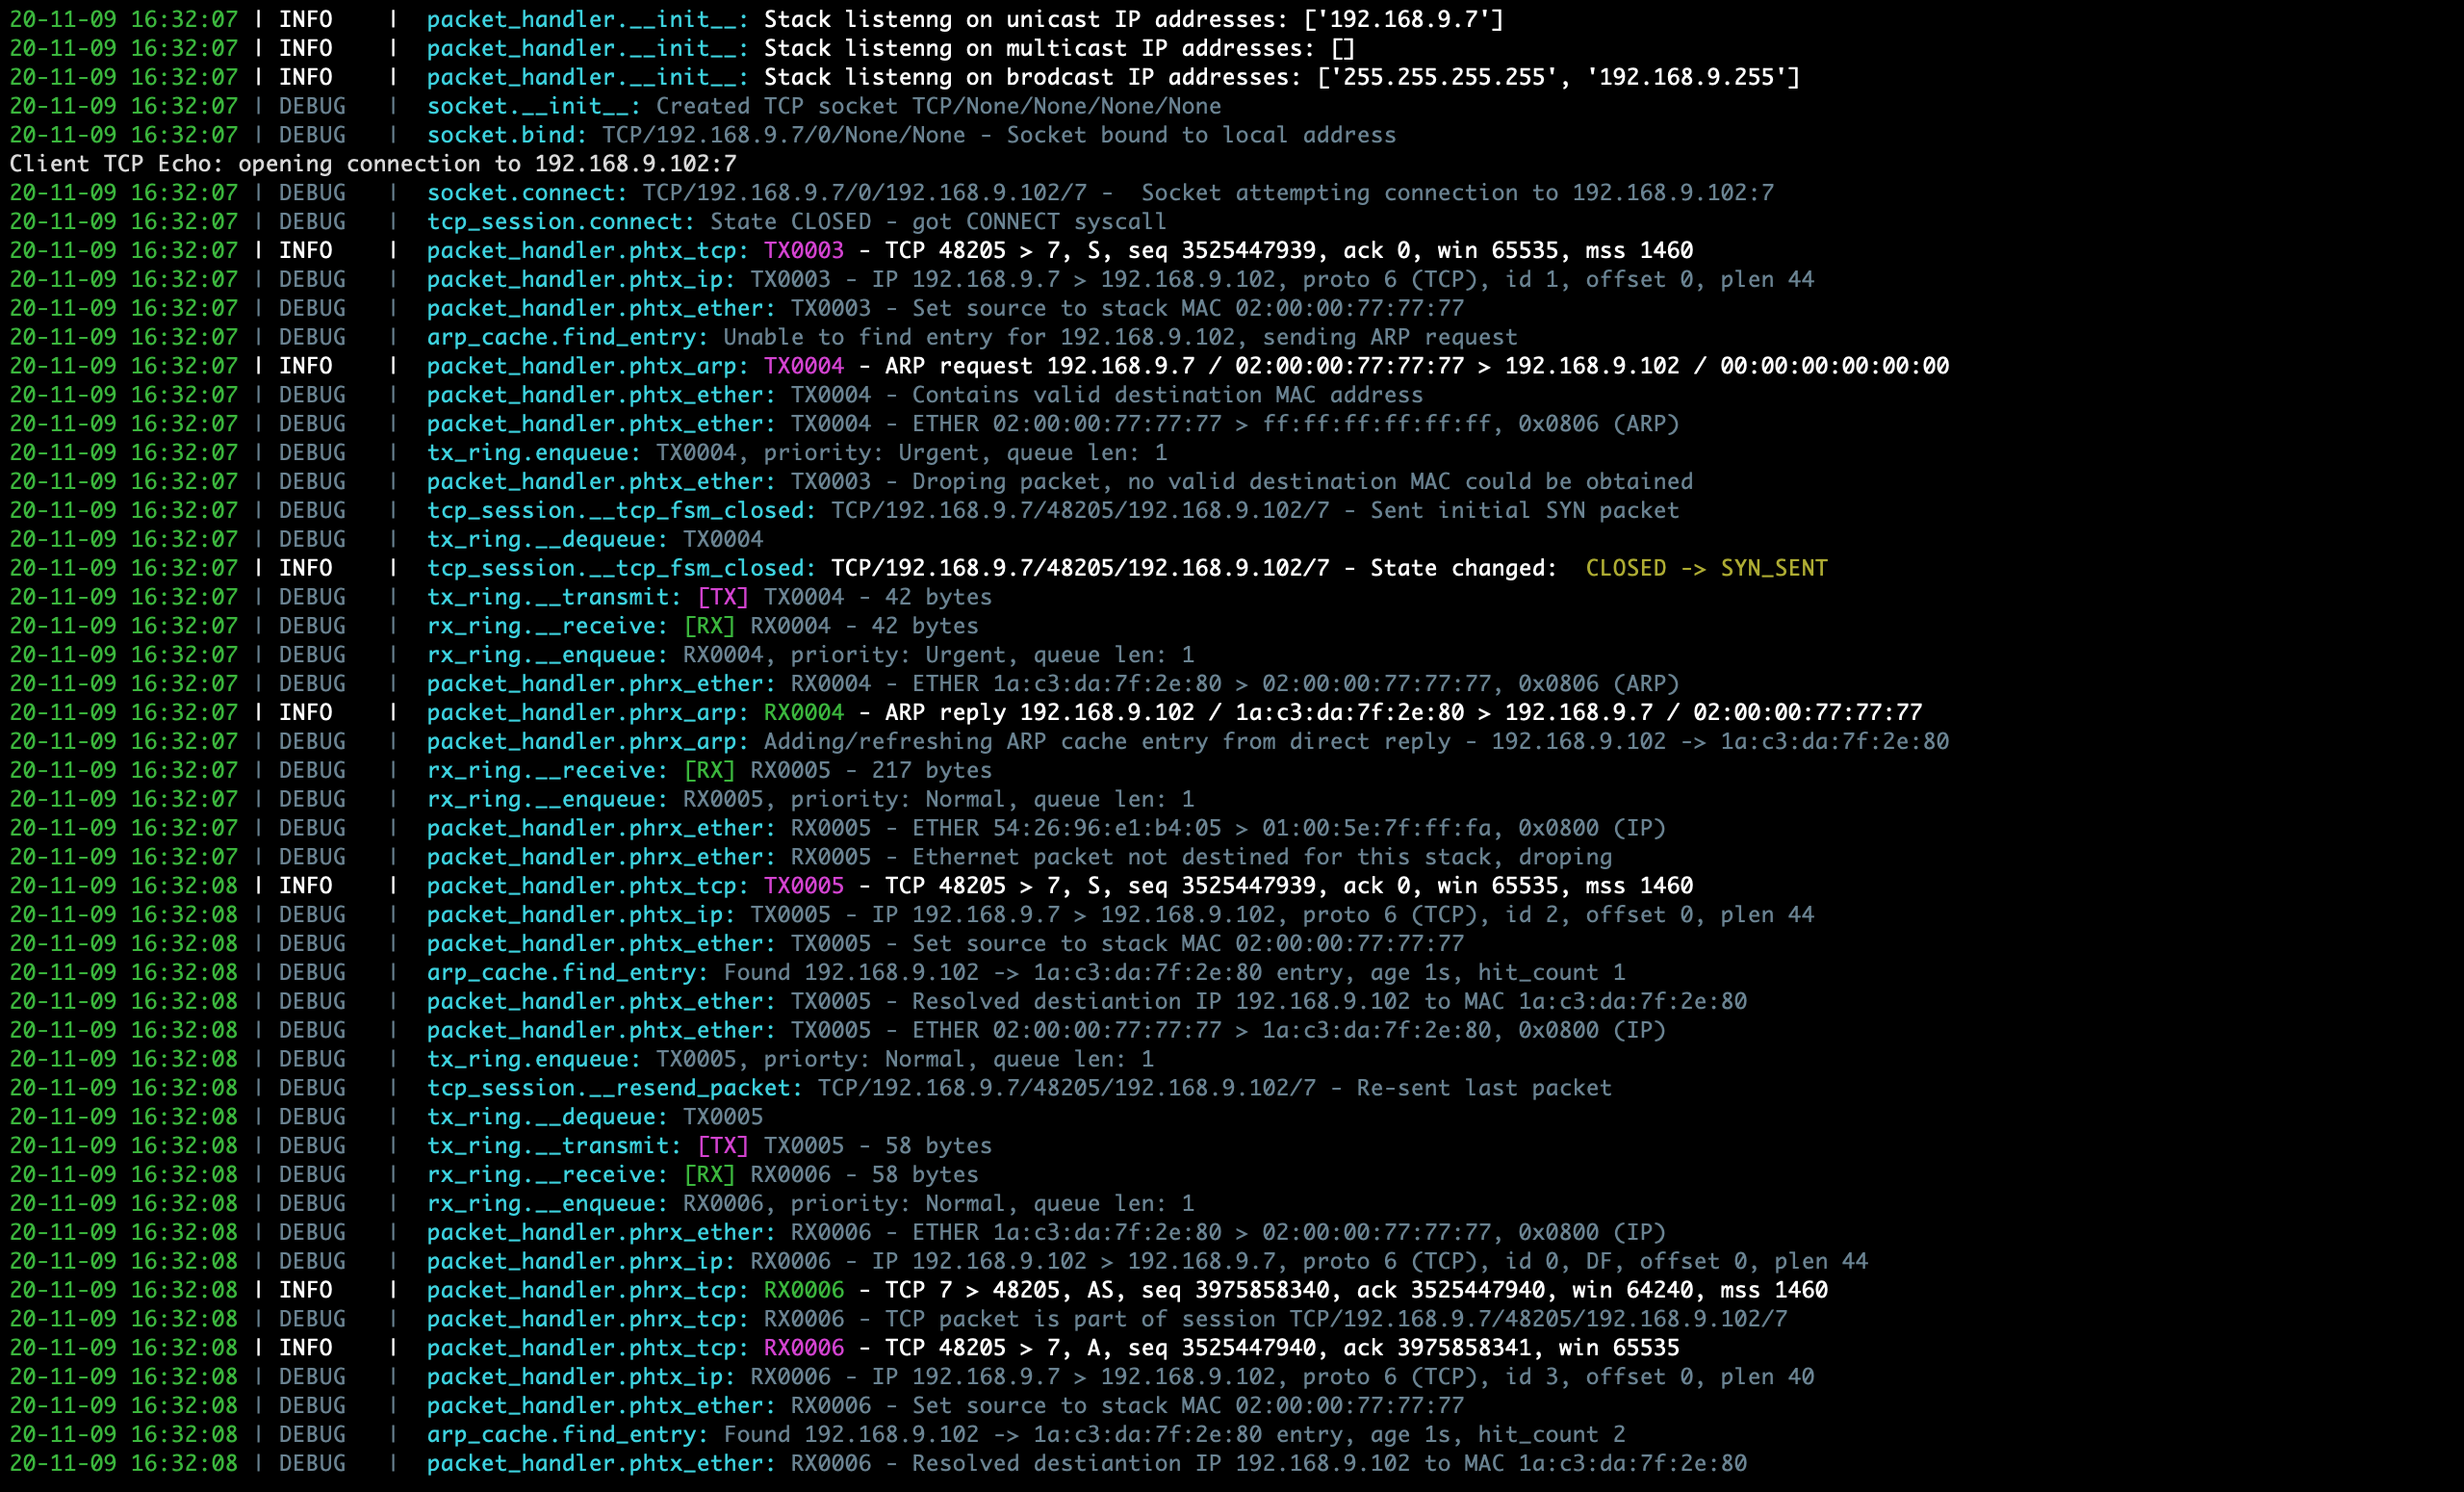 20-11-09 16:32:07 | INFO    |  packet_handler.__init__: Stack listenng on unicast IP addresses: ['192.168.9.7']
20-11-09 16:32:07 | INFO    |  packet_handler.__init__: Stack listenng on multicast IP addresses: []
20-11-09 16:32:07 | INFO    |  packet_handler.__init__: Stack listenng on brodcast IP addresses: ['255.255.255.255', '192.168.9.255']
20-11-09 16:32:07 | DEBUG   |  socket.__init__: Created TCP socket TCP/None/None/None/None
20-11-09 16:32:07 | DEBUG   |  socket.bind: TCP/192.168.9.7/0/None/None - Socket bound to local address
Client TCP Echo: opening connection to 192.168.9.102:7
20-11-09 16:32:07 | DEBUG   |  socket.connect: TCP/192.168.9.7/0/192.168.9.102/7 -  Socket attempting connection to 192.168.9.102:7
20-11-09 16:32:07 | DEBUG   |  tcp_session.connect: State CLOSED - got CONNECT syscall
20-11-09 16:32:07 | INFO    |  packet_handler.phtx_tcp: TX0003 - TCP 48205 > 7, S, seq 3525447939, ack 0, win 65535, mss 1460
20-11-09 16:32:07 | DEBUG   |  packet_handler.phtx_ip: TX0003 - IP 192.168.9.7 > 192.168.9.102, proto 6 (TCP), id 1, offset 0, plen 44
20-11-09 16:32:07 | DEBUG   |  packet_handler.phtx_ether: TX0003 - Set source to stack MAC 02:00:00:77:77:77
20-11-09 16:32:07 | DEBUG   |  arp_cache.find_entry: Unable to find entry for 192.168.9.102, sending ARP request
20-11-09 16:32:07 | INFO    |  packet_handler.phtx_arp: TX0004 - ARP request 192.168.9.7 / 02:00:00:77:77:77 > 192.168.9.102 / 00:00:00:00:00:00
20-11-09 16:32:07 | DEBUG   |  packet_handler.phtx_ether: TX0004 - Contains valid destination MAC address
20-11-09 16:32:07 | DEBUG   |  packet_handler.phtx_ether: TX0004 - ETHER 02:00:00:77:77:77 > ff:ff:ff:ff:ff:ff, 0x0806 (ARP)
20-11-09 16:32:07 | DEBUG   |  tx_ring.enqueue: TX0004, priority: Urgent, queue len: 1
20-11-09 16:32:07 | DEBUG   |  packet_handler.phtx_ether: TX0003 - Droping packet, no valid destination MAC could be obtained
20-11-09 16:32:07 | DEBUG   |  tcp_session.__tcp_fsm_closed: TCP/192.168.9.7/48205/192.168.9.102/7 - Sent initial SYN packet
20-11-09 16:32:07 | DEBUG   |  tx_ring.__dequeue: TX0004
20-11-09 16:32:07 | INFO    |  tcp_session.__tcp_fsm_closed: TCP/192.168.9.7/48205/192.168.9.102/7 - State changed:  CLOSED -> SYN_SENT
20-11-09 16:32:07 | DEBUG   |  tx_ring.__transmit: [TX] TX0004 - 42 bytes
20-11-09 16:32:07 | DEBUG   |  rx_ring.__receive: [RX] RX0004 - 42 bytes
20-11-09 16:32:07 | DEBUG   |  rx_ring.__enqueue: RX0004, priority: Urgent, queue len: 1
20-11-09 16:32:07 | DEBUG   |  packet_handler.phrx_ether: RX0004 - ETHER 1a:c3:da:7f:2e:80 > 02:00:00:77:77:77, 0x0806 (ARP)
20-11-09 16:32:07 | INFO    |  packet_handler.phrx_arp: RX0004 - ARP reply 192.168.9.102 / 1a:c3:da:7f:2e:80 > 192.168.9.7 / 02:00:00:77:77:77
20-11-09 16:32:07 | DEBUG   |  packet_handler.phrx_arp: Adding/refreshing ARP cache entry from direct reply - 192.168.9.102 -> 1a:c3:da:7f:2e:80
20-11-09 16:32:07 | DEBUG   |  rx_ring.__receive: [RX] RX0005 - 217 bytes
20-11-09 16:32:07 | DEBUG   |  rx_ring.__enqueue: RX0005, priority: Normal, queue len: 1
20-11-09 16:32:07 | DEBUG   |  packet_handler.phrx_ether: RX0005 - ETHER 54:26:96:e1:b4:05 > 01:00:5e:7f:ff:fa, 0x0800 (IP)
20-11-09 16:32:07 | DEBUG   |  packet_handler.phrx_ether: RX0005 - Ethernet packet not destined for this stack, droping
20-11-09 16:32:08 | INFO    |  packet_handler.phtx_tcp: TX0005 - TCP 48205 > 7, S, seq 3525447939, ack 0, win 65535, mss 1460
20-11-09 16:32:08 | DEBUG   |  packet_handler.phtx_ip: TX0005 - IP 192.168.9.7 > 192.168.9.102, proto 6 (TCP), id 2, offset 0, plen 44
20-11-09 16:32:08 | DEBUG   |  packet_handler.phtx_ether: TX0005 - Set source to stack MAC 02:00:00:77:77:77
20-11-09 16:32:08 | DEBUG   |  arp_cache.find_entry: Found 192.168.9.102 -> 1a:c3:da:7f:2e:80 entry, age 1s, hit_count 1
20-11-09 16:32:08 | DEBUG   |  packet_handler.phtx_ether: TX0005 - Resolved destiantion IP 192.168.9.102 to MAC 1a:c3:da:7f:2e:80
20-11-09 16:32:08 | DEBUG   |  packet_handler.phtx_ether: TX0005 - ETHER 02:00:00:77:77:77 > 1a:c3:da:7f:2e:80, 0x0800 (IP)
20-11-09 16:32:08 | DEBUG   |  tx_ring.enqueue: TX0005, priorty: Normal, queue len: 1
20-11-09 16:32:08 | DEBUG   |  tcp_session.__resend_packet: TCP/192.168.9.7/48205/192.168.9.102/7 - Re-sent last packet
20-11-09 16:32:08 | DEBUG   |  tx_ring.__dequeue: TX0005
20-11-09 16:32:08 | DEBUG   |  tx_ring.__transmit: [TX] TX0005 - 58 bytes
20-11-09 16:32:08 | DEBUG   |  rx_ring.__receive: [RX] RX0006 - 58 bytes
20-11-09 16:32:08 | DEBUG   |  rx_ring.__enqueue: RX0006, priority: Normal, queue len: 1
20-11-09 16:32:08 | DEBUG   |  packet_handler.phrx_ether: RX0006 - ETHER 1a:c3:da:7f:2e:80 > 02:00:00:77:77:77, 0x0800 (IP)
20-11-09 16:32:08 | DEBUG   |  packet_handler.phrx_ip: RX0006 - IP 192.168.9.102 > 192.168.9.7, proto 6 (TCP), id 0, DF, offset 0, plen 44
20-11-09 16:32:08 | INFO    |  packet_handler.phrx_tcp: RX0006 - TCP 7 > 48205, AS, seq 3975858340, ack 3525447940, win 64240, mss 1460
20-11-09 16:32:08 | DEBUG   |  packet_handler.phrx_tcp: RX0006 - TCP packet is part of session TCP/192.168.9.7/48205/192.168.9.102/7
20-11-09 16:32:08 | INFO    |  packet_handler.phtx_tcp: RX0006 - TCP 48205 > 7, A, seq 3525447940, ack 3975858341, win 65535
20-11-09 16:32:08 | DEBUG   |  packet_handler.phtx_ip: RX0006 - IP 192.168.9.7 > 192.168.9.102, proto 6 (TCP), id 3, offset 0, plen 40
20-11-09 16:32:08 | DEBUG   |  packet_handler.phtx_ether: RX0006 - Set source to stack MAC 02:00:00:77:77:77
20-11-09 16:32:08 | DEBUG   |  arp_cache.find_entry: Found 192.168.9.102 -> 1a:c3:da:7f:2e:80 entry, age 1s, hit_count 2
20-11-09 16:32:08 | DEBUG   |  packet_handler.phtx_ether: RX0006 - Resolved destiantion IP 192.168.9.102 to MAC 1a:c3:da:7f:2e:80